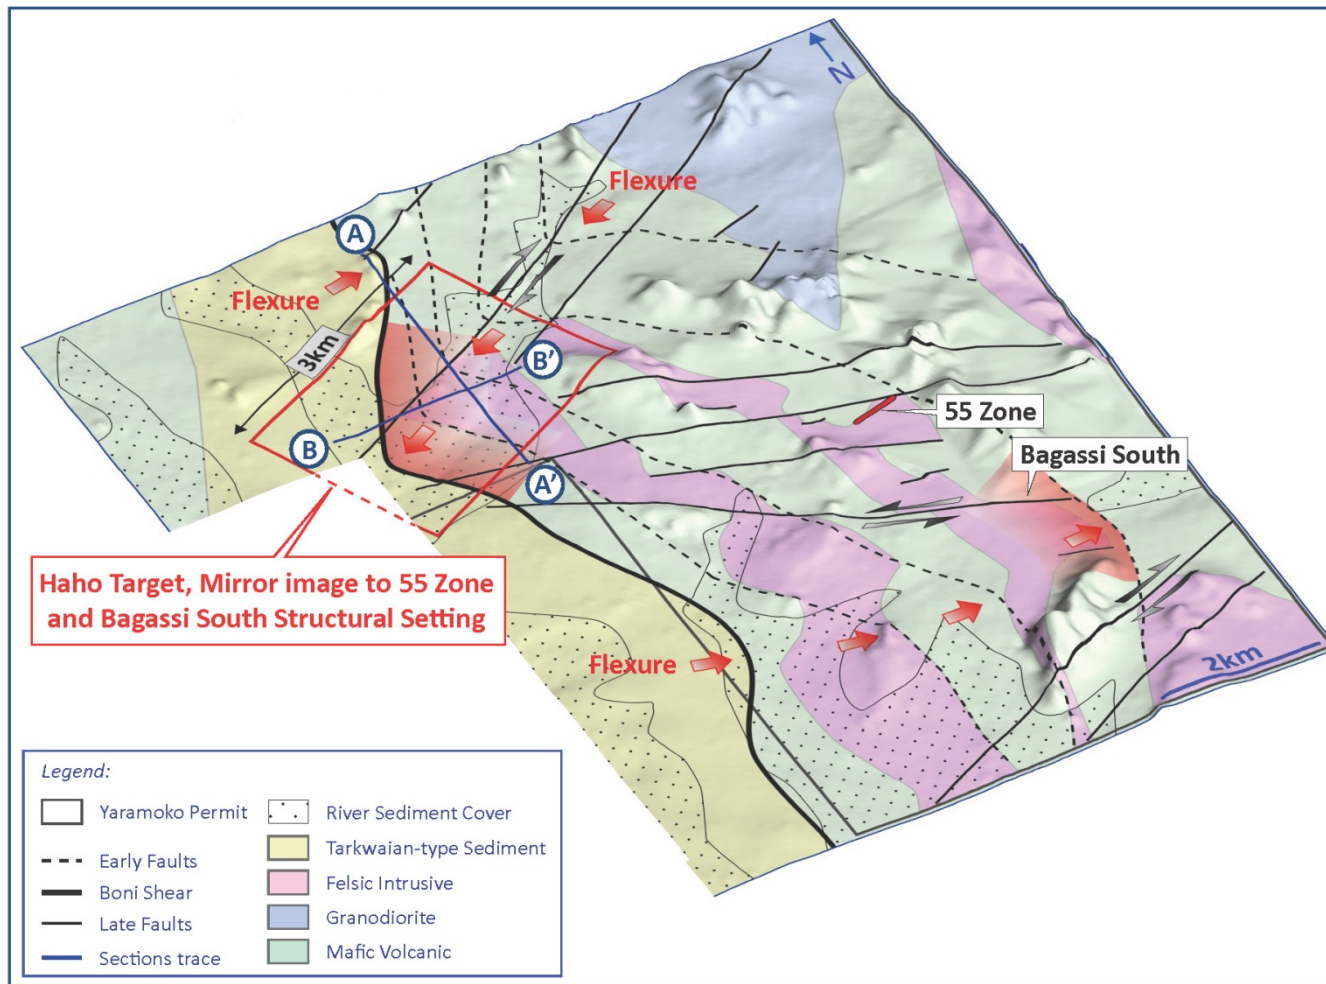 N
Flexure
A
Flexure
3km
B'
B
A'
55 Zone
Bagassi South
Haho Target, Mirror image to 55 Zone
and Bagassi South Structural Setting
Flexure
2km
Legend:
Yaramoko Permit
Early Faults
Boni Shear
Late Faults
Sections trace
River Sediment Cover
Tarkwaian-type Sediment
Felsic Intrusive
Granodiorite
Mafic Volcanic